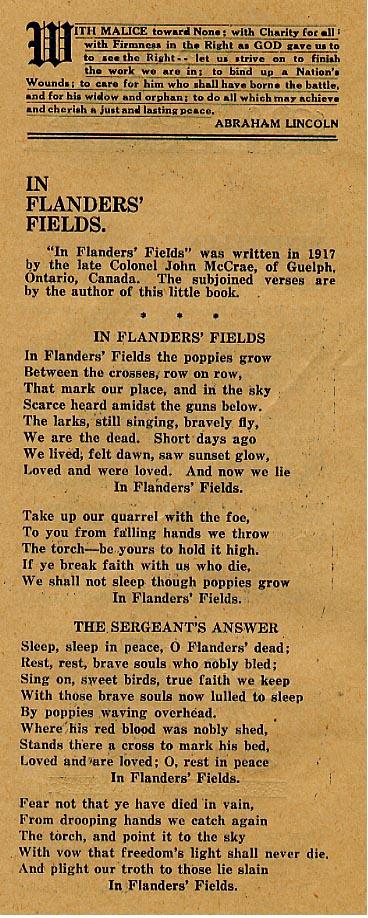 WITH MALICE toward None; with Charity for all;
with Firmness in the Right as GOD gave us to
to see the Right-- let us strive on to finish
the work we are in; to bind up a Nation's
Wounds; to care for him who shall have borne the battle,
and for his widow and orphan; to do all which may achieve
and cherish a just and lasting peace.
ABRAHAM LINCOLN
IN
FLANDERS'
FIELDS.
"In Flanders' Fields" was written in 1917
by the late Colonel John McCrae, of Guelph,
Ontario, Canada. The subjoined verses are
by the author of this little book.
* * *
IN FLANDERS' FIELDS
In Flanders' Fields the poppies grow
Between the crosses, row on row,
That mark our place, and in the sky
Scarce heard amidst the guns below.
The larks, still singing, bravely fly,
We are the dead. Short days ago
We lived, felt dawn, saw sunset glow,
Loved and were loved. And now we lie
In Flanders' Fields.
Take up our quarrel with the foe,
To you from falling hands we throw
The torch—be yours to hold it high.
If ye break faith with us who die,
We shall not sleep though poppies grow
In Flanders' Fields.
THE SERGEANT'S ANSWER
Sleep, sleep in peace, O Flanders' dead;
Rest, rest, brave souls who nobly bled;
Sing on, sweet birds, true faith we keep
With those brave souls now lulled to sleep
By poppies waving overhead.
Where his red blood was nobly shed,
Stands there a cross to mark his bed,
Loved and are loved; O, rest in peace
In Flanders' Fields.
Fear not that ye have died in vain,
From drooping hands we catch again
The torch, and point it to the sky
With vow that freedom's light shall never die.
And plight our troth to those lie slain
In Flanders' Fields.